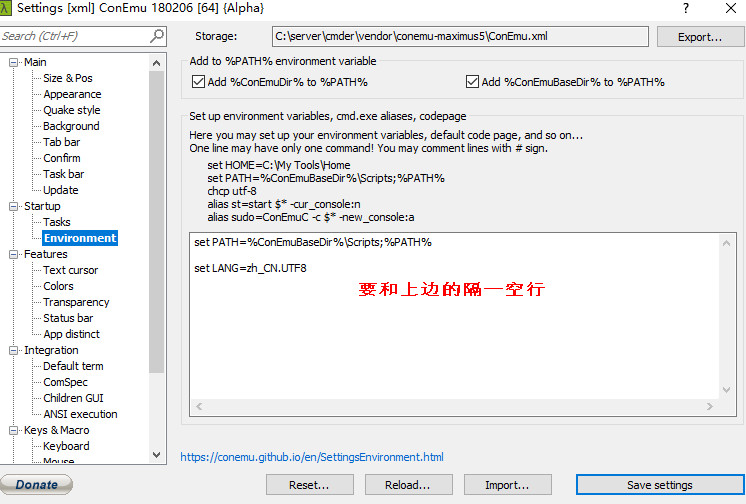 Settings [xml] ConEmu 180206 [64] {Alpha}
?
Search (Ctrl+F)
Storage:
C:\server\cmder\vendor\conemu-maximus5\ConEmu.xml
Export...
Main
Size & Pos
Appearance
Quake style
Background
Tab bar
Confirm
Task bar
Update
Startup
Tasks
Environment
Features
Text cursor
Colors
Transparency
Status bar
App distinct
Integration
Default term
ComSpec
Children GUI
ANSI execution
Keys & Macro
Keyboard
Mouse
Add to %PATH% environment variable
Add %ConEmuDir% to %PATH%
Add %ConEmuBaseDir% to %PATH%
Set up environment variables, cmd.exe aliases, codepage
Here you may set up your environment variables, default code page, and so on...
One line may have only one command! You may comment lines with # sign.
set HOME=C:\My Tools\Home
set PATH=%ConEmuBaseDir%\Scripts;%PATH%
chcp utf-8
alias st=start $* -cur_console:n
alias sudo=ConEmuC -c $* -new_console:a
set PATH=%ConEmuBaseDir%\Scripts;%PATH%
set LANG=zh_CN.UTF8
要和上边的隔一空行
https://conemu.github.io/en/SettingsEnvironment.html
Donate
Reset...
Reload...
Import...
Save settings